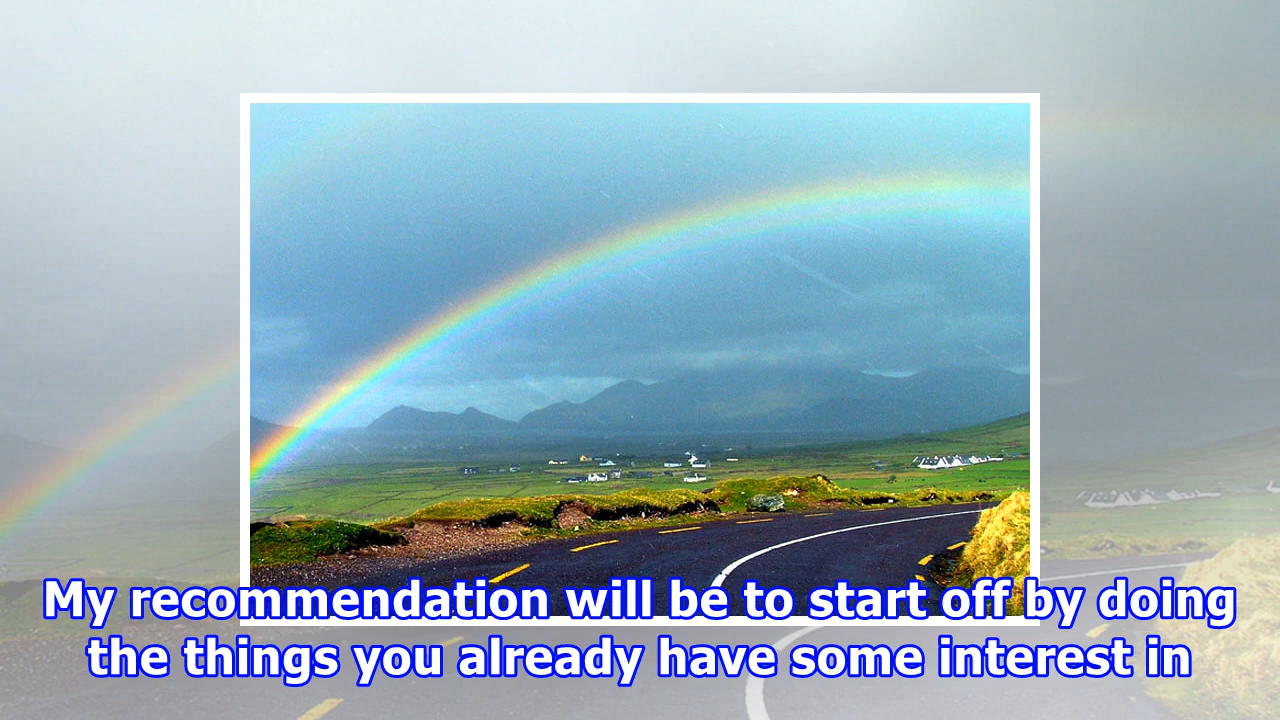 My recommendation will be to start off by doing
the things you already have some interest in